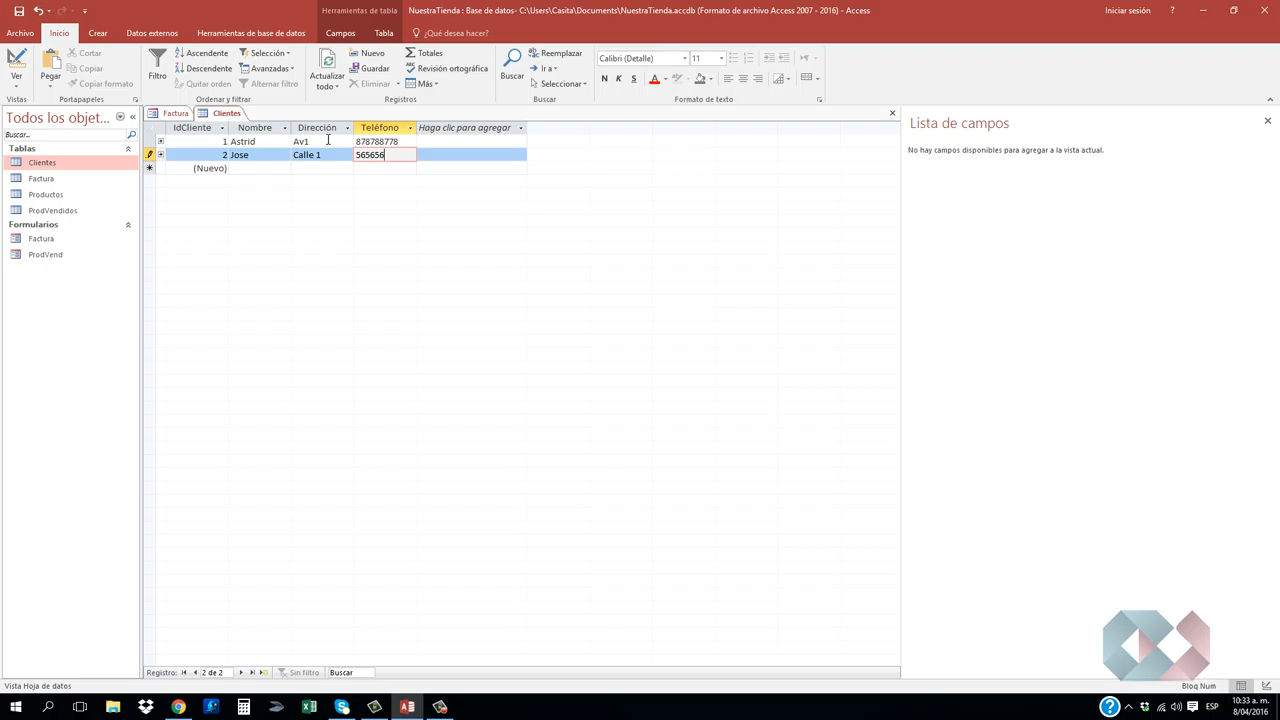 Herramientas de tabla
NuestraTienda : Base de datos- C:\Users\Casita\Documents\NuestraTienda.accdb (Formato de archivo Access 2007 - 2016) - Access
Iniciar sesión
Archivo Inicio Crear Datos externos Herramientas de base de datos Campos Tabla ¿Qué desea hacer?
Ver
Vistas
Pegar
Cortar
Copiar
Copiar formato
Portapapeles
Filtro
Ascendente
Descendente
Quitar orden
Selección
Avanzadas
Alternar filtro
Ordenar y filtrar
Actualizar
todo
Nuevo
Guardar
Eliminar
Totales
Revisión ortográfica
Más
Registros
Buscar
Reemplazar
Ir a
Seleccionar
Buscar
Calibri (Detalle) 11
N K S A
Formato de texto
Todos los objet...
Buscar...
Tablas
Clientes
Factura
Productos
ProdVendidos
Formularios
Factura
ProdVend
Factura Clientes
IdCliente Nombre Dirección Teléfono Haga clic para agregar
1 Astrid Av1 878788778
2 Jose Calle 1 565656
(Nuevo)
Lista de campos
No hay campos disponibles para agregar a la vista actual.
Registro: 2 de 2 Sin filtro Buscar
Vista Hoja de datos
Bloq Num
ESP
10:33 a. m.
8/04/2016